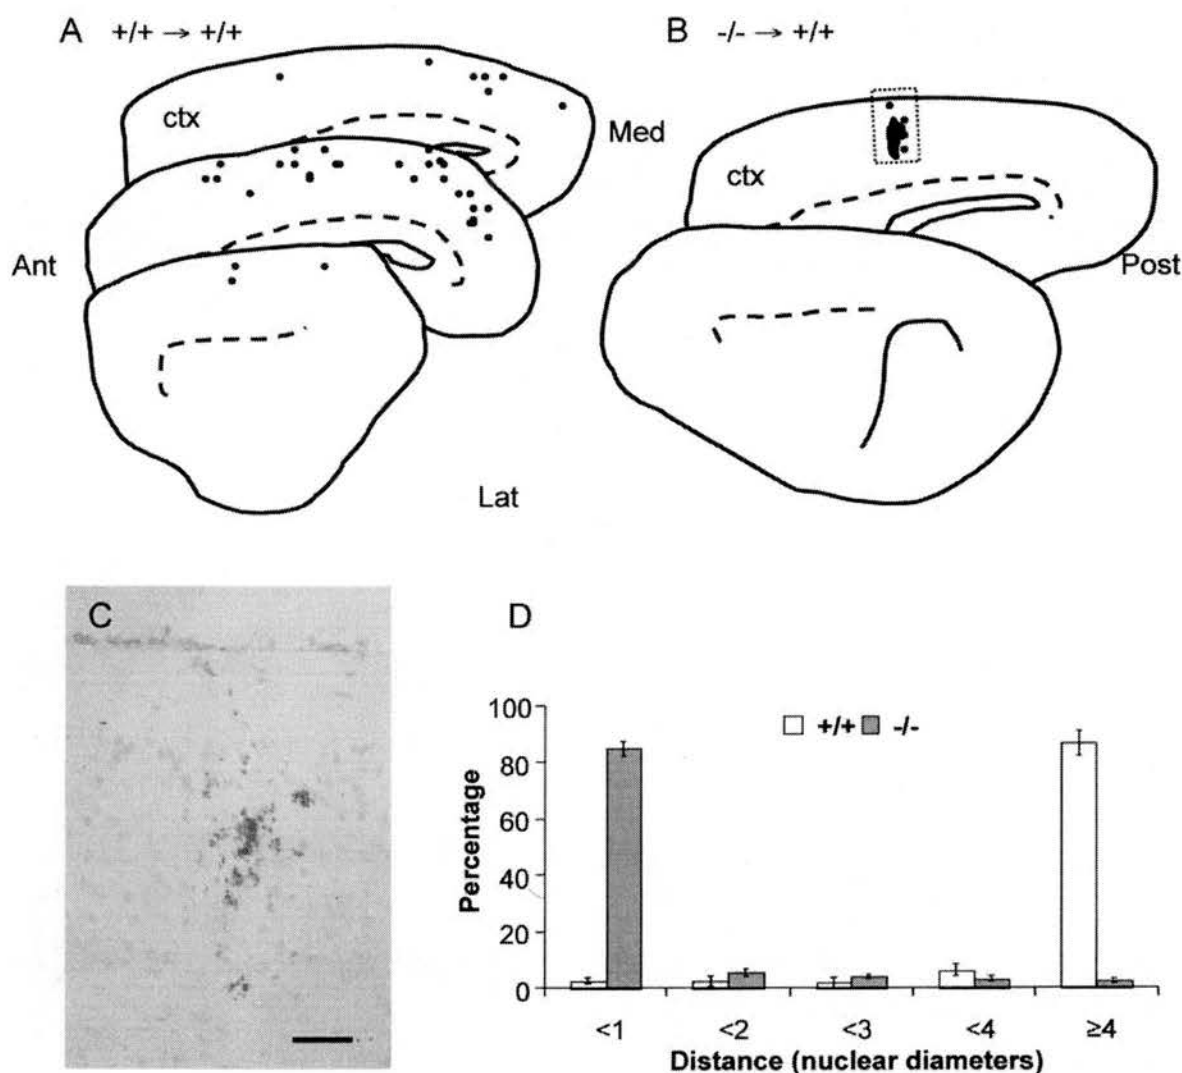 A +/+ → +/+
B -/- → +/+
ctx
Med
ctx
Ant
Post
Lat
C
D
100
80
60
40
20
0
Percentage
+/+ -/-
<1 <2 <3 <4 ≥4
Distance (nuclear diameters)